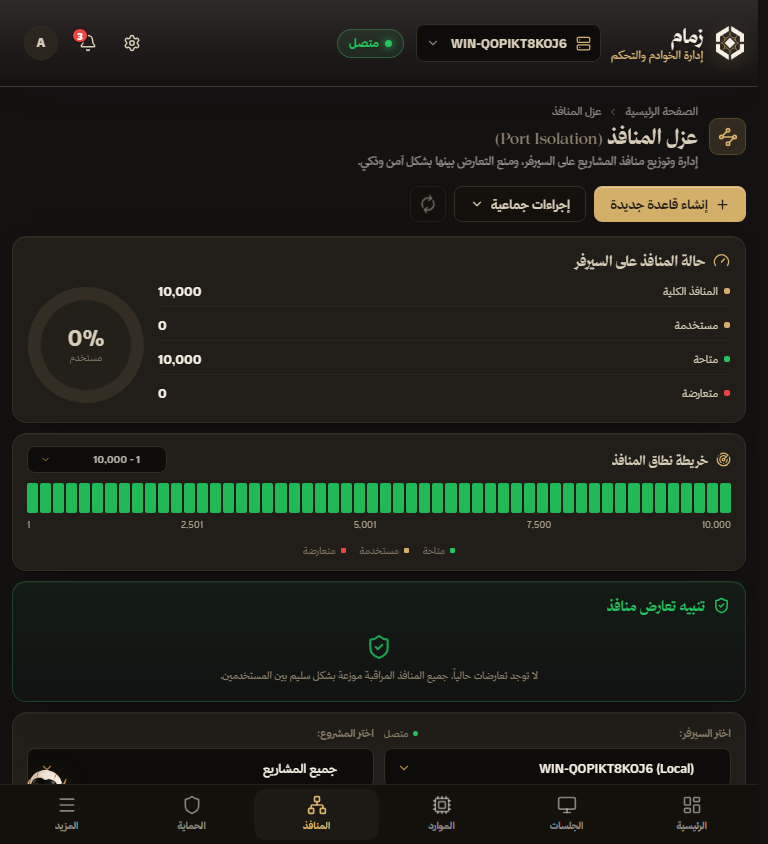 زمام
إدارة الخوادم والتحكم
WIN-QOPIKT8KOJ6
متصل
3
A
الصفحة الرئيسية › عزل المنافذ
عزل المنافذ (Port Isolation)
إدارة وتوزيع منافذ المشاريع على السيرفر، ومنع التعارض بينها بشكل آمن وذكي.
+ إنشاء قاعدة جديدة
إجراءات جماعية
حالة المنافذ على السيرفر
المنافذ الكلية 10,000
مستخدمة 0
متاحة 10,000
متعارضة 0
0%
مستخدم
خريطة نطاق المنافذ
1 - 10,000
1 2,501 5,001 7,500 10,000
متاحة مستخدمة متعارضة
تنبيه تعارض منافذ
لا توجد تعارضات حالياً. جميع المنافذ المراقبة موزعة بشكل سليم بين المستخدمين.
اختر السيرفر: متصل
WIN-QOPIKT8KOJ6 (Local)
اختر المشروع:
جميع المشاريع
الرئيسية
الجلسات
الموارد
المنافذ
الحماية
المزيد